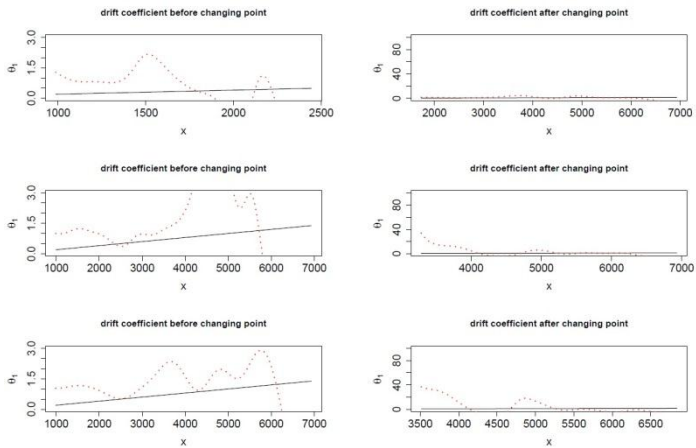 drift coefficient before changing point
θ1
0.0 1.5 3.0
1000 1500 2000 2500
x
drift coefficient after changing point
θ1
0 40 80
2000 3000 4000 5000 6000 7000
x
drift coefficient before changing point
θ1
0.0 1.5 3.0
1000 2000 3000 4000 5000 6000 7000
x
drift coefficient after changing point
θ1
0 40 80
4000 5000 6000 7000
x
drift coefficient before changing point
θ1
0.0 1.5 3.0
1000 2000 3000 4000 5000 6000 7000
x
drift coefficient after changing point
θ1
0 40 80
3500 4000 4500 5000 5500 6000 6500
x